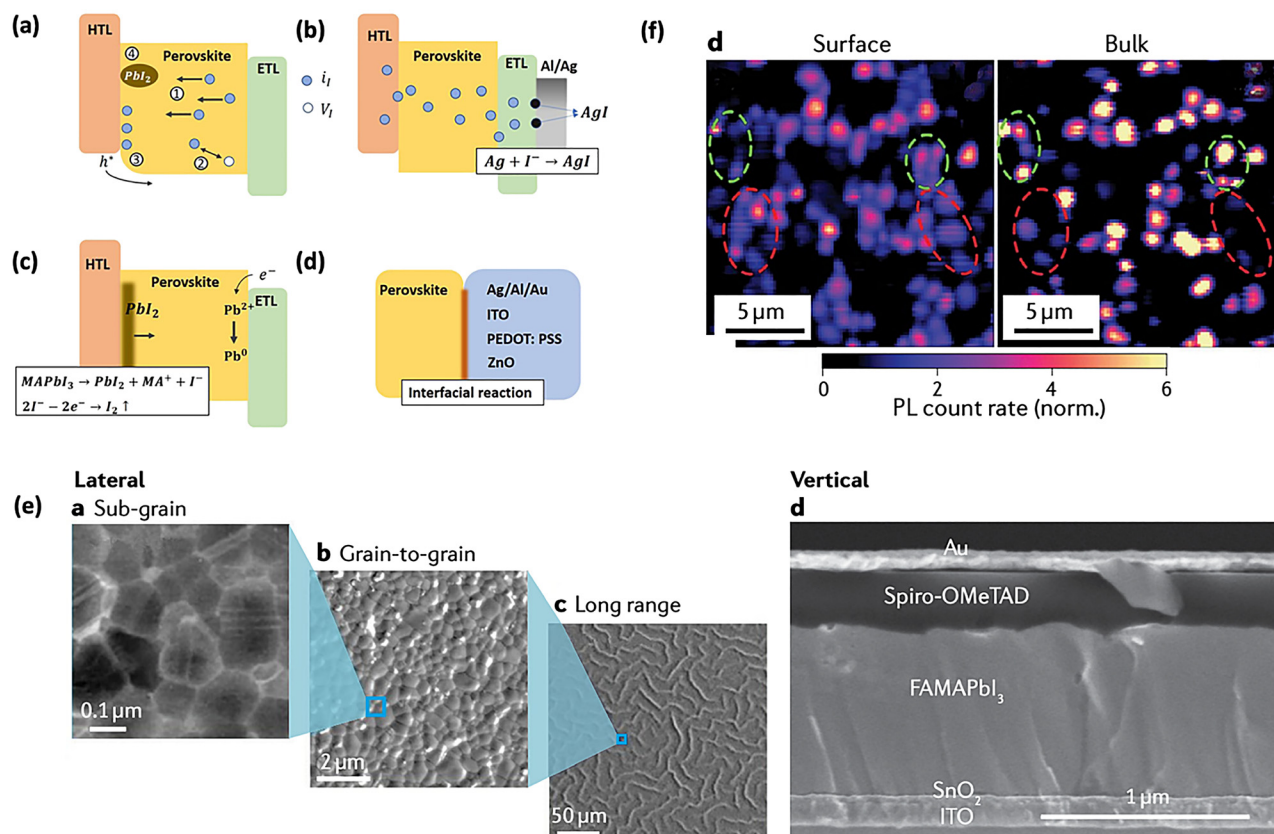 (a)
HTL
④
Perovskite
PbI₂
①
②
③
h⁺
ETL
i_I
V_I
(b)
HTL
Perovskite
ETL
Al/Ag
AgI
Ag + I⁻ → AgI
(c)
HTL
Perovskite
e⁻
PbI₂
Pb²⁺
ETL
Pb⁰
MAPbI₃ → PbI₂ + MA⁺ + I⁻
2I⁻ − 2e⁻ → I₂ ↑
(d)
Perovskite
Ag/Al/Au
ITO
PEDOT: PSS
ZnO
Interfacial reaction
(f)
d
Surface
Bulk
5 μm
5 μm
0 2 4 6
PL count rate (norm.)
(e)
Lateral
a Sub-grain
0.1 μm
b Grain-to-grain
2 μm
c Long range
50 μm
Vertical
d
Au
Spiro-OMeTAD
FAMAPbI₃
SnO₂
ITO
1 μm